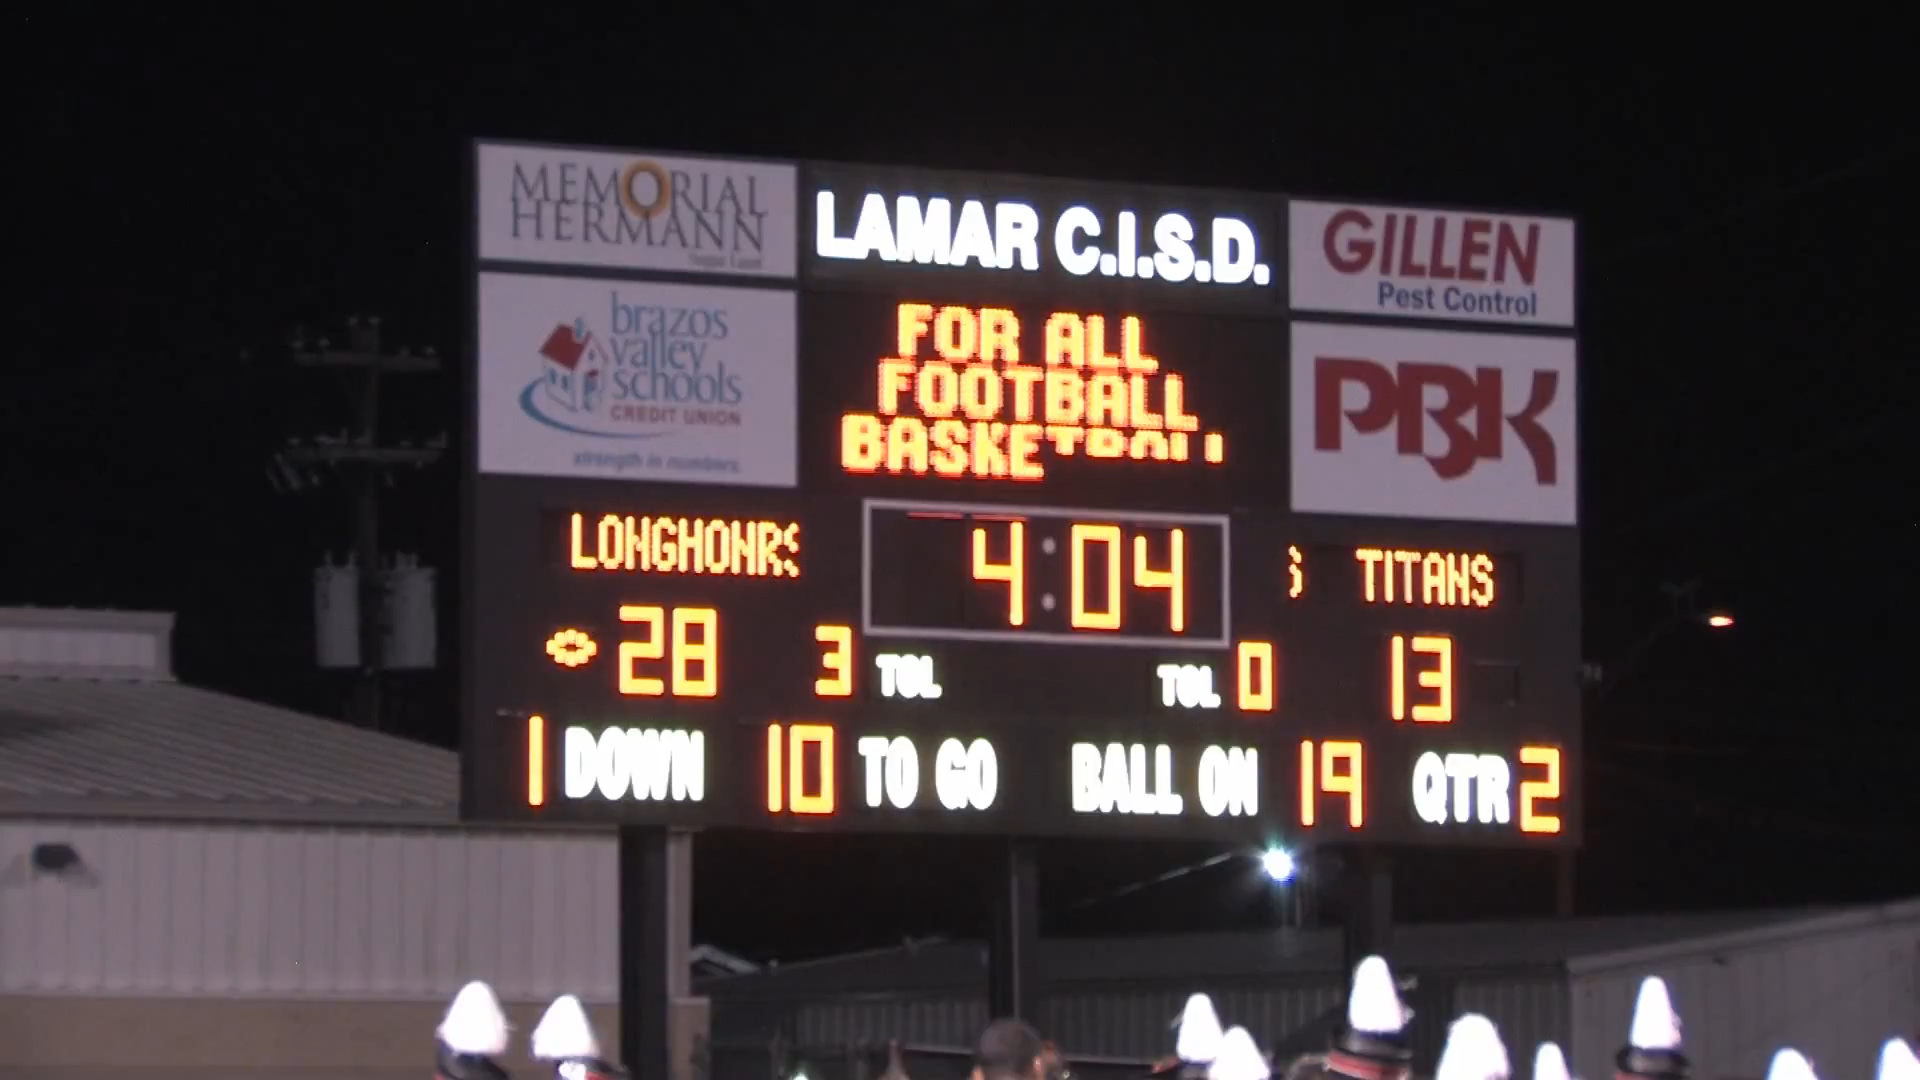 MEMORIAL
HERMANN
LAMAR C.I.S.D.
GILLEN
Pest Control
brazos
valley
schools
CREDIT UNION
strength in numbers.
FOR ALL
FOOTBALL
BASKETBALL
PBK
LONGHONRS
4:04
S TITANS
28 3 TOL
TOL 0 13
1 DOWN 10 TO GO BALL ON 19 QTR 2